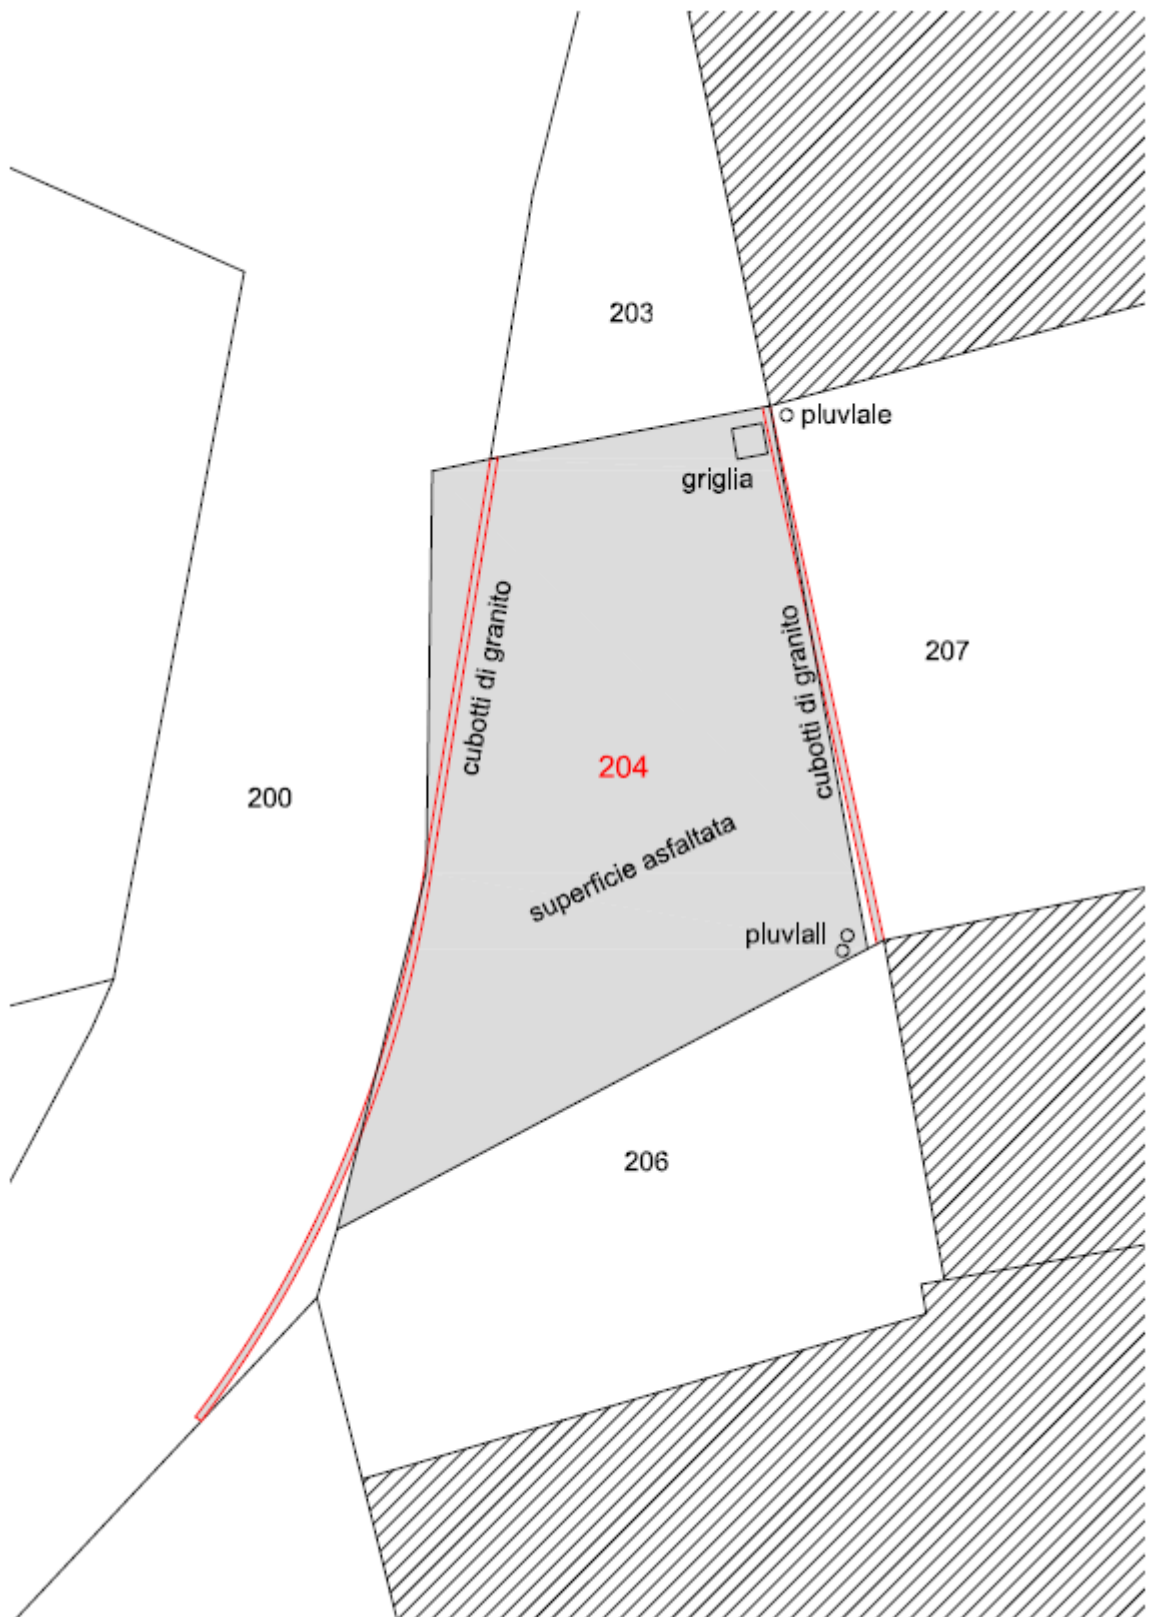 203
pluvlale
griglia
cubotti di granito
cubotti di granito
207
204
200
superficie asfaltata
pluvlall
206